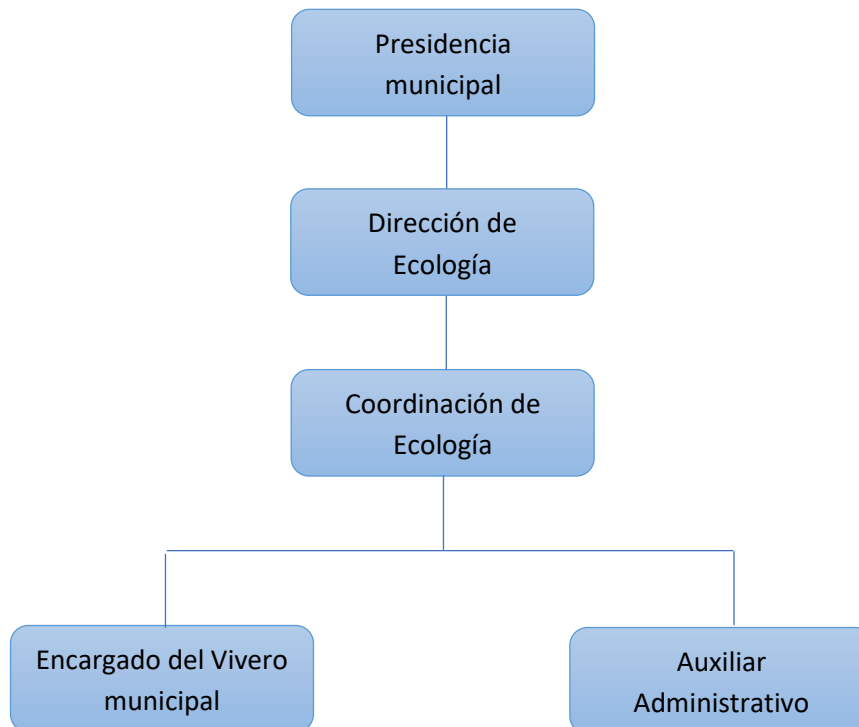 Presidencia
municipal
Dirección de
Ecología
Coordinación de
Ecología
Encargado del Vivero
municipal
Auxiliar
Administrativo